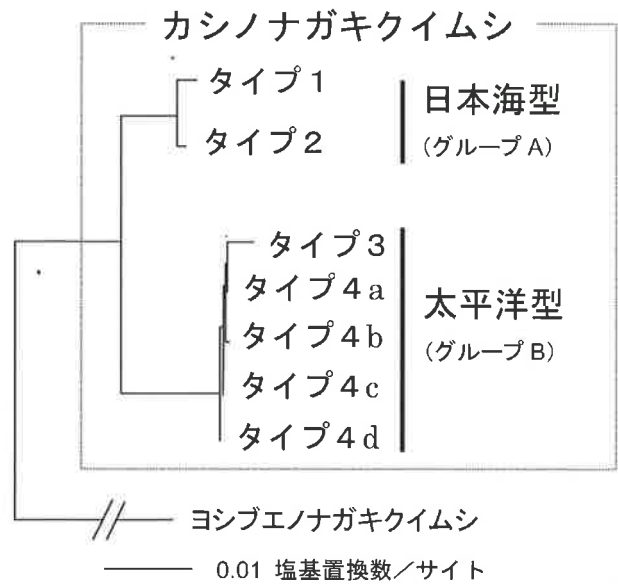 カシノナガキクイムシ
タイプ1
タイプ2
日本海型
(グループA)
タイプ3
タイプ4a
タイプ4b
タイプ4c
タイプ4d
太平洋型
(グループB)
ヨシブエノナガキクイムシ
0.01 塩基置換数/サイト